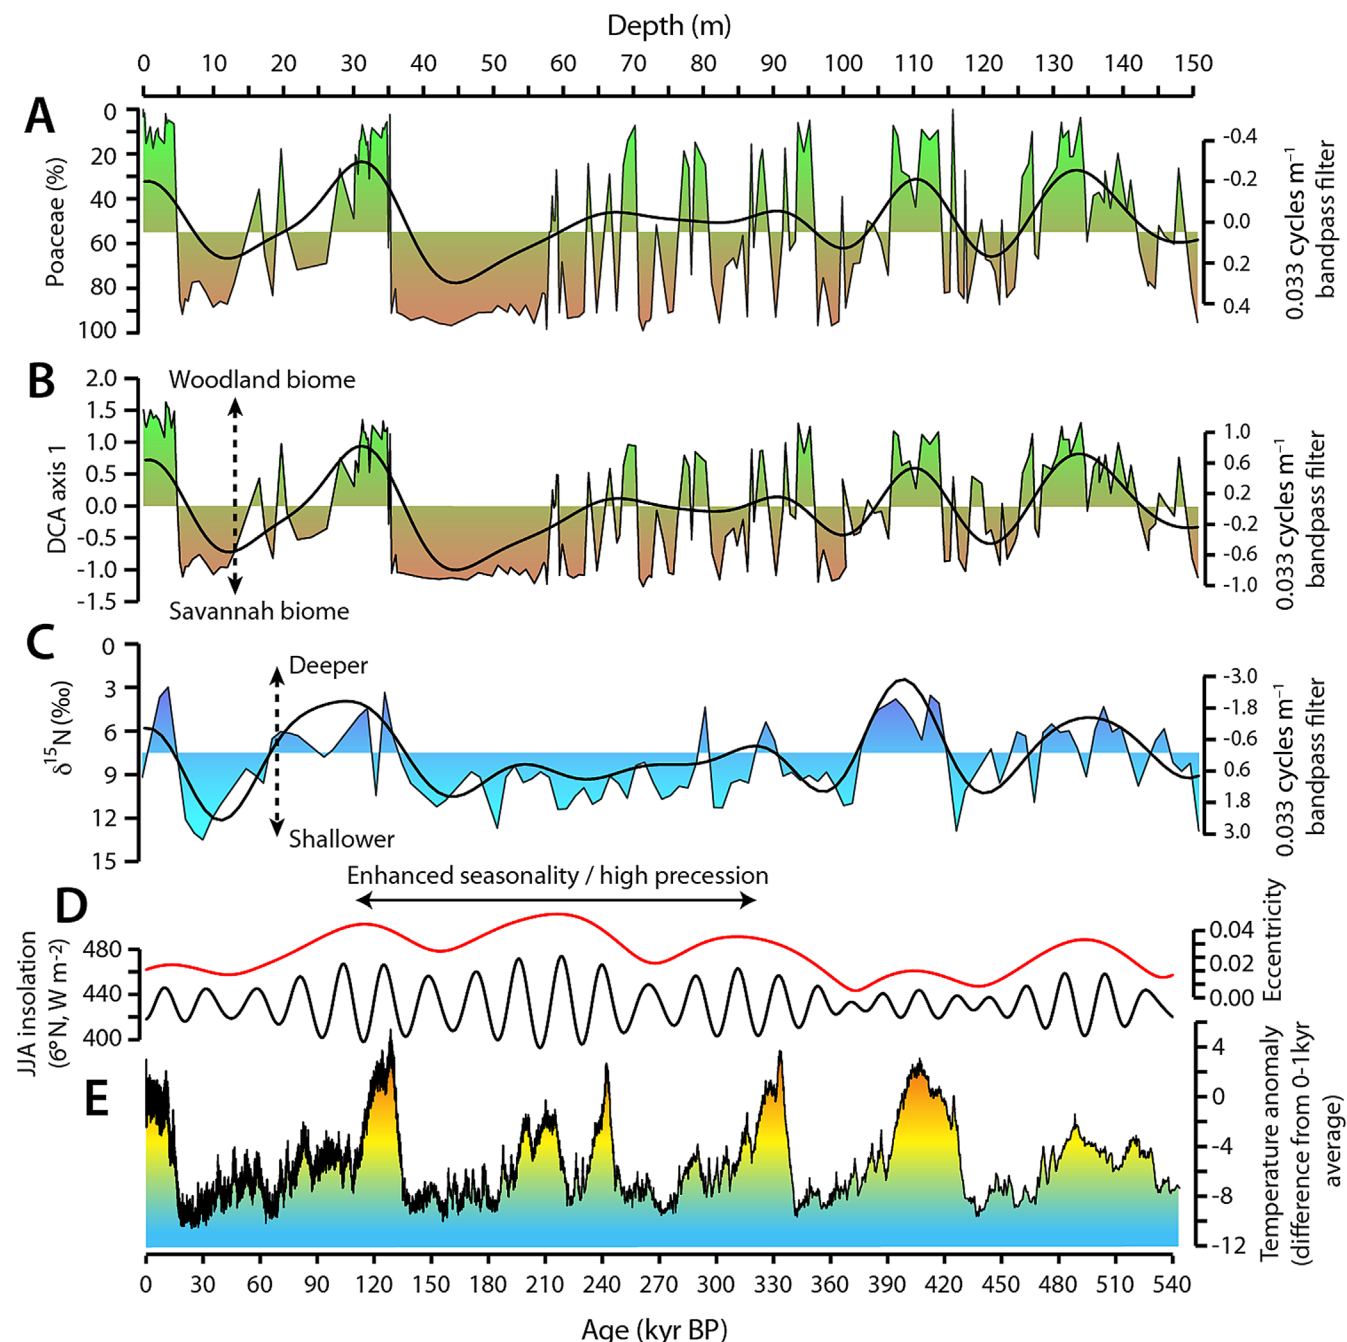 Depth (m)
0 10 20 30 40 50 60 70 80 90 100 110 120 130 140 150
A
Poaceae (%)
0
20
40
60
80
100
-0.4
-0.2
0.0
0.2
0.4
0.033 cycles m⁻¹
bandpass filter
B
DCA axis 1
2.0
1.5
1.0
0.5
0.0
-0.5
-1.0
-1.5
Woodland biome
Savannah biome
1.0
0.6
0.2
-0.2
-0.6
-1.0
0.033 cycles m⁻¹
bandpass filter
C
δ¹⁵N (‰)
0
3
6
9
12
15
Deeper
Shallower
-3.0
-1.8
-0.6
0.6
1.8
3.0
0.033 cycles m⁻¹
bandpass filter
Enhanced seasonality / high precession
D
JJA insolation
(6º N, W m-²)
480
440
400
0.04
0.02
0.00
Eccentricity
E
4
0
-4
-8
-12
Temperature anomaly
(difference from 0-1kyr
average)
0 30 60 90 120 150 180 210 240 270 300 330 360 390 420 450 480 510 540
Age (kyr BP)